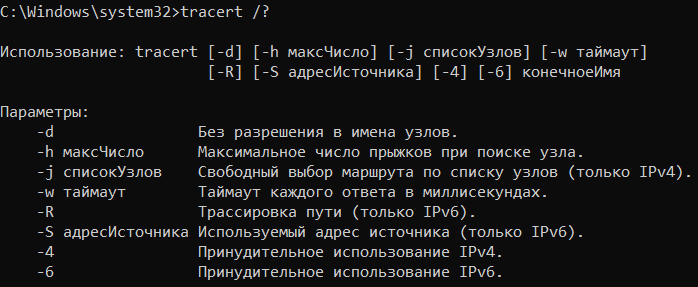 C:\Windows\system32>tracert /?
Использование: tracert [-d] [-h максЧисло] [-j списокУзлов] [-w таймаут]
[-R] [-S адресИсточника] [-4] [-6] конечноеИмя
Параметры:
-d Без разрешения в имена узлов.
-h максЧисло Максимальное число прыжков при поиске узла.
-j списокУзлов Свободный выбор маршрута по списку узлов (только IPv4).
-w таймаут Таймаут каждого ответа в миллисекундах.
-R Трассировка пути (только IPv6).
-S адресИсточника Используемый адрес источника (только IPv6).
-4 Принудительное использование IPv4.
-6 Принудительное использование IPv6.